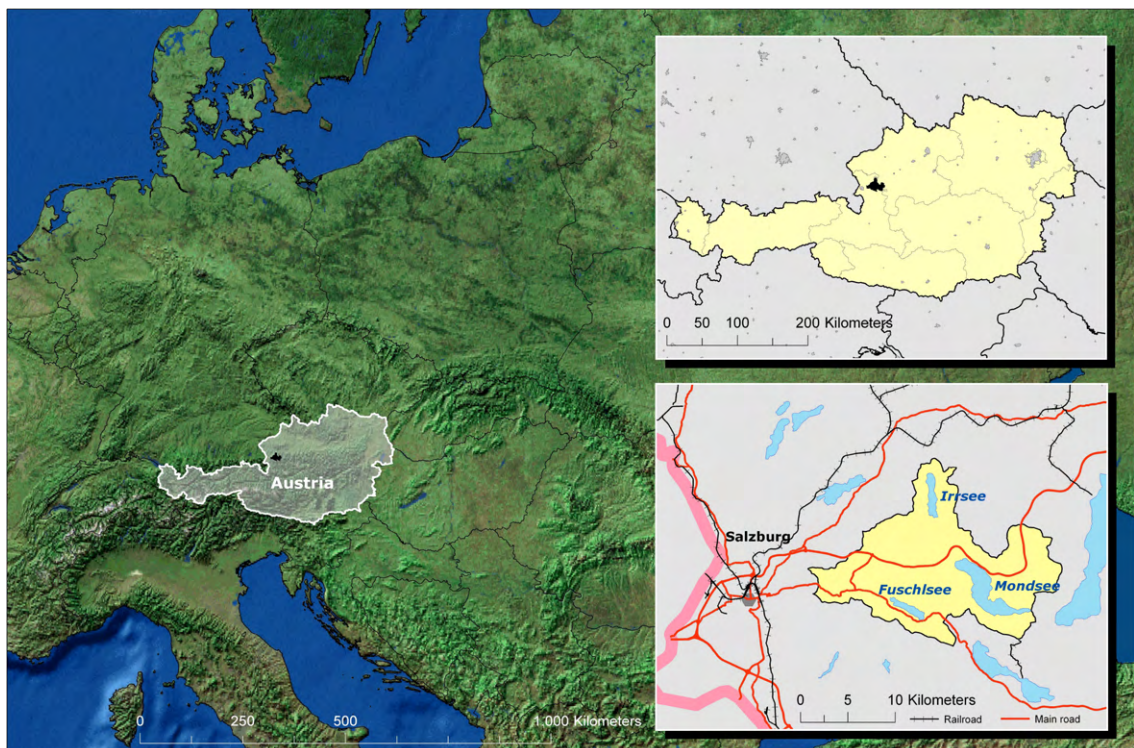 Austria
0 250 500 1.000 Kilometers
0 50 100 200 Kilometers
Irrsee
Salzburg
Fuschlsee
Mondsee
0 5 10 Kilometers
Railroad
Main road